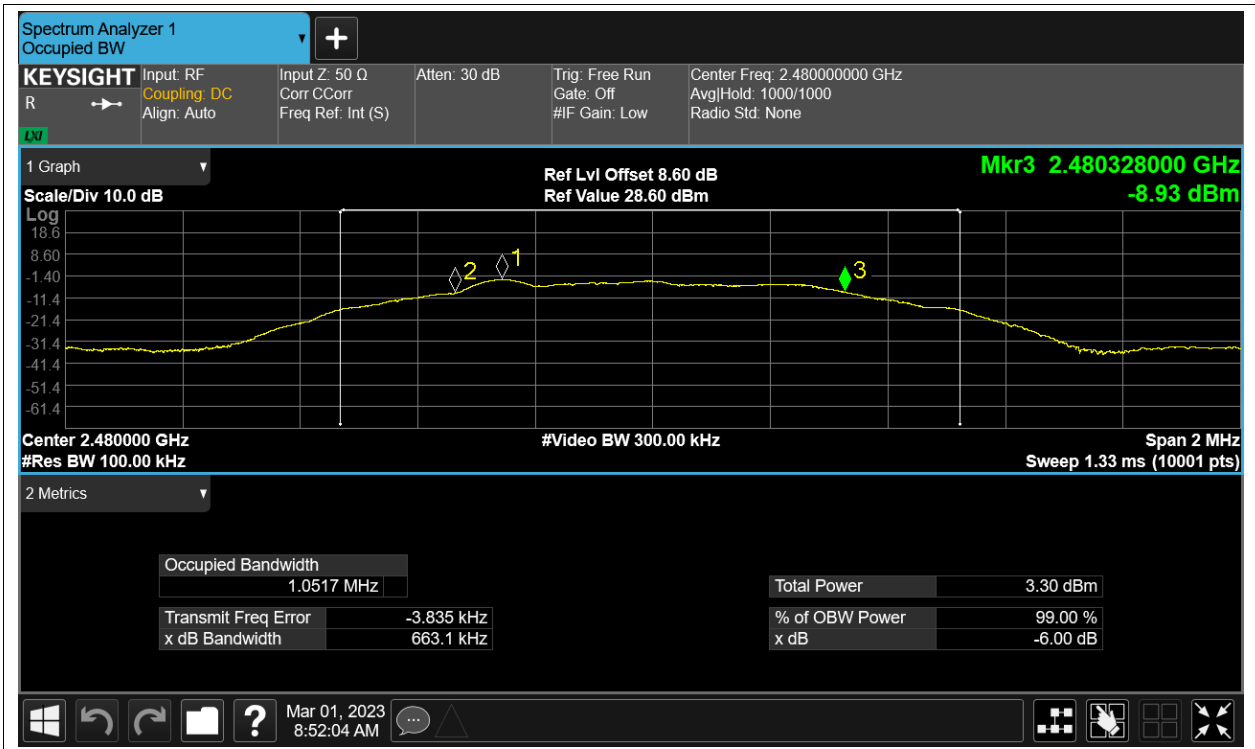 Spectrum Analyzer 1
Occupied BW
KEYSIGHT
R
LXI
Input: RF
Coupling: DC
Align: Auto
Input Z: 50 Ω
Corr CCorr
Freq Ref: Int (S)
Atten: 30 dB
Trig: Free Run
Gate: Off
#IF Gain: Low
Center Freq: 2.480000000 GHz
Avg|Hold: 1000/1000
Radio Std: None
1 Graph
Scale/Div 10.0 dB
Ref Lvl Offset 8.60 dB
Ref Value 28.60 dBm
Mkr3 2.480328000 GHz
-8.93 dBm
Log
18.6
8.60
-1.40
-11.4
-21.4
-31.4
-41.4
-51.4
-61.4
2
1
3
Center 2.480000 GHz
#Res BW 100.00 kHz
#Video BW 300.00 kHz
Span 2 MHz
Sweep 1.33 ms (10001 pts)
2 Metrics
Occupied Bandwidth
1.0517 MHz
Transmit Freq Error -3.835 kHz
x dB Bandwidth 663.1 kHz
Total Power 3.30 dBm
% of OBW Power 99.00 %
x dB -6.00 dB
?
Mar 01, 2023
8:52:04 AM